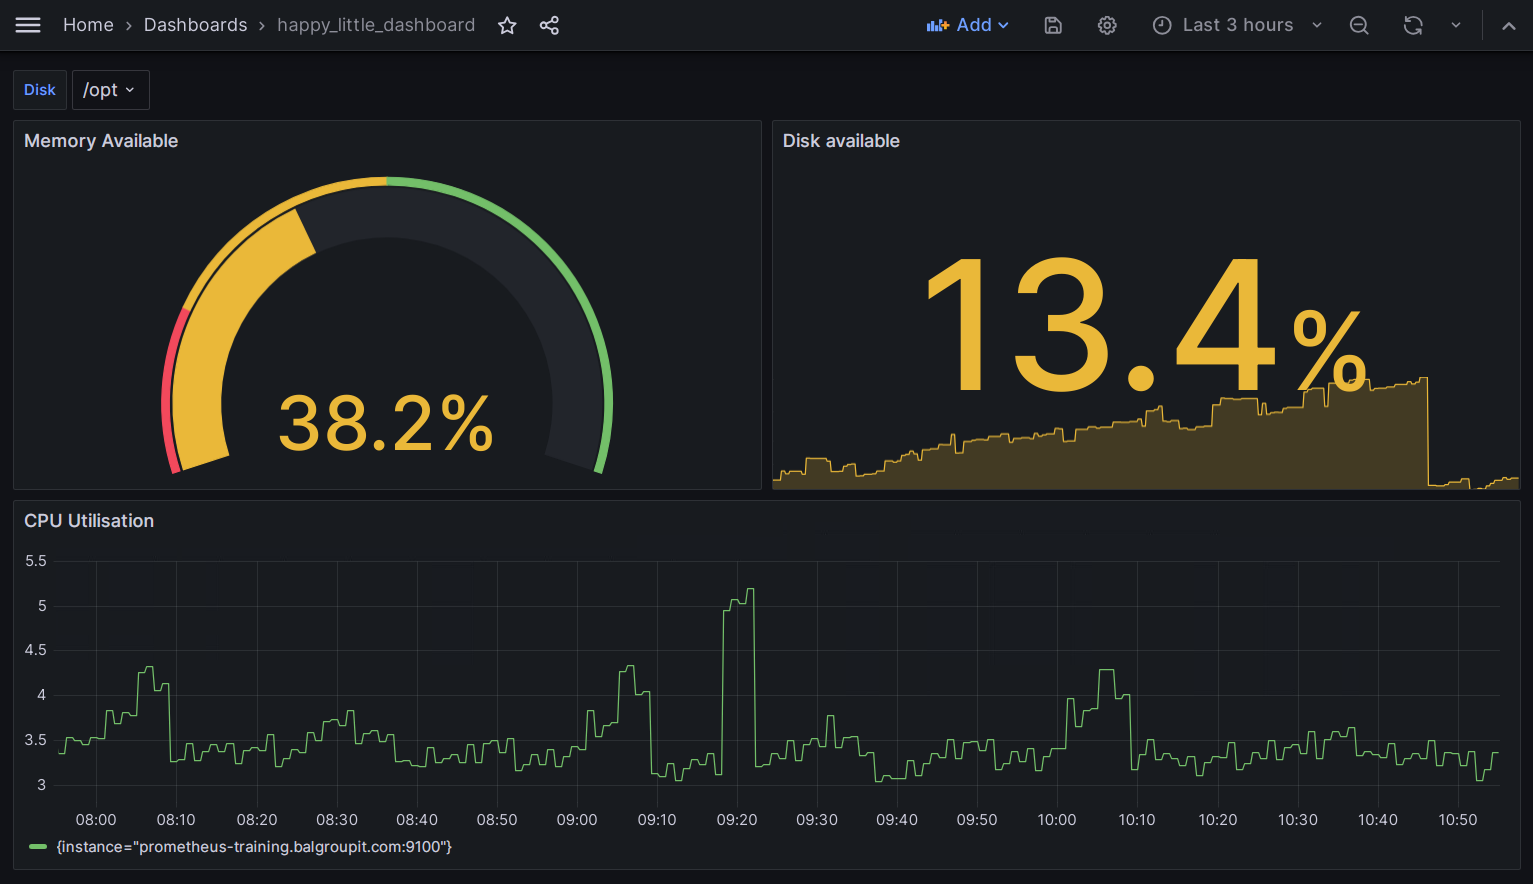 Home › Dashboards › happy_little_dashboard
Add
Last 3 hours
Disk /opt
Memory Available
38.2%
Disk available
13.4%
CPU Utilisation
5.5
5
4.5
4
3.5
3
08:00 08:10 08:20 08:30 08:40 08:50 09:00 09:10 09:20 09:30 09:40 09:50 10:00 10:10 10:20 10:30 10:40 10:50
{instance="prometheus-training.balgroupit.com:9100"}